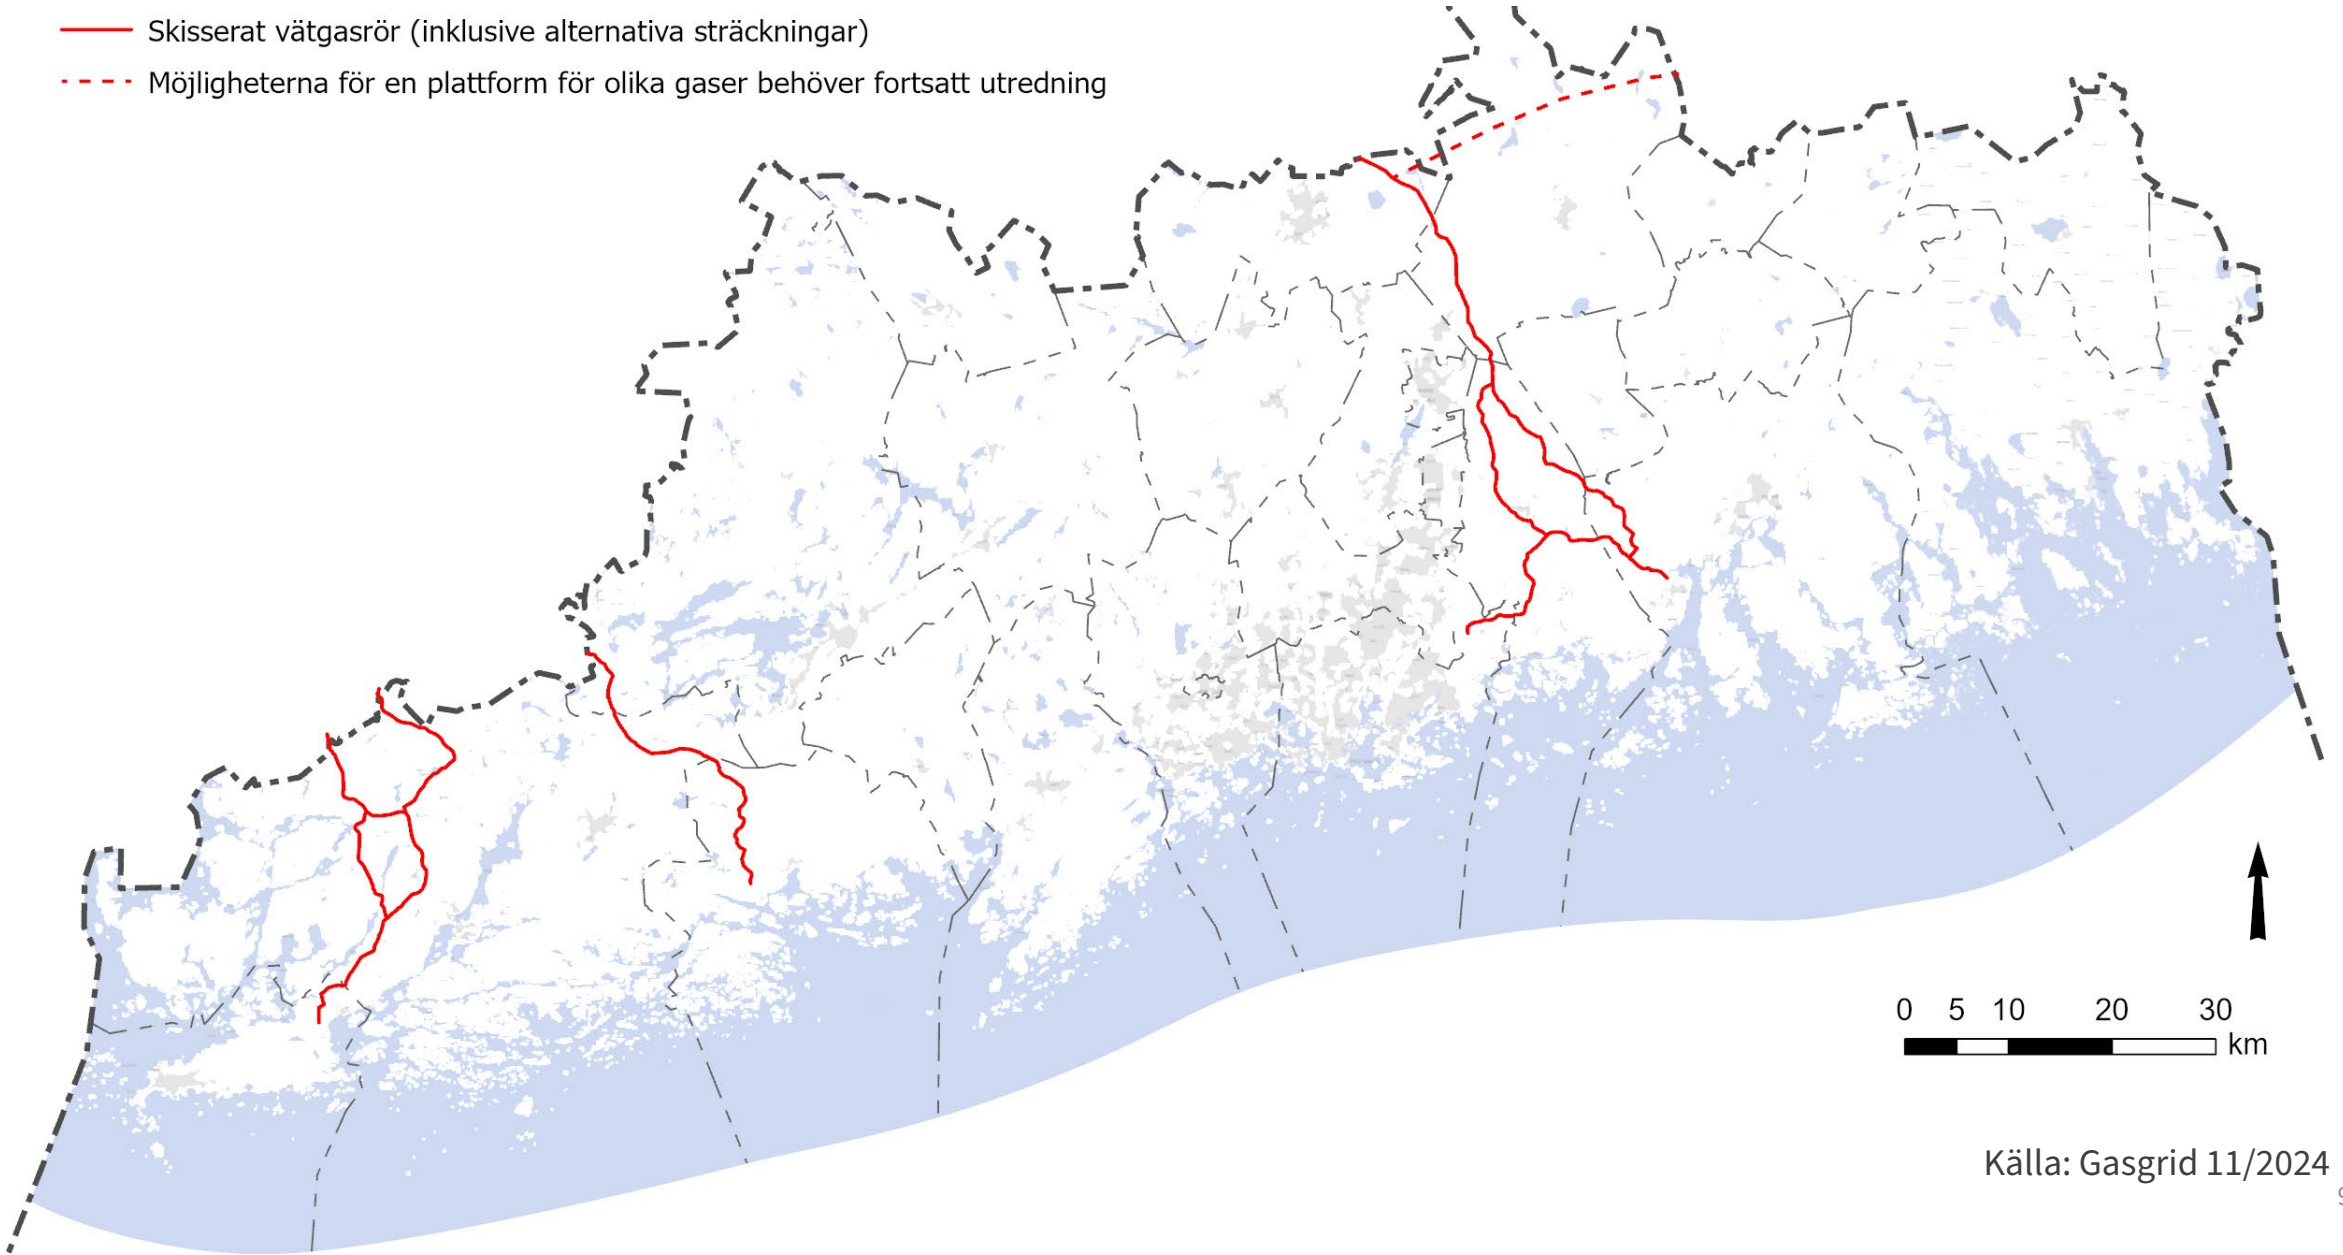 Skisserat vätgasrör (inklusive alternativa sträckningar)
Möjligheterna för en plattform för olika gaser behöver fortsatt utredning
0 5 10 20 30
km
Källa: Gasgrid 11/2024